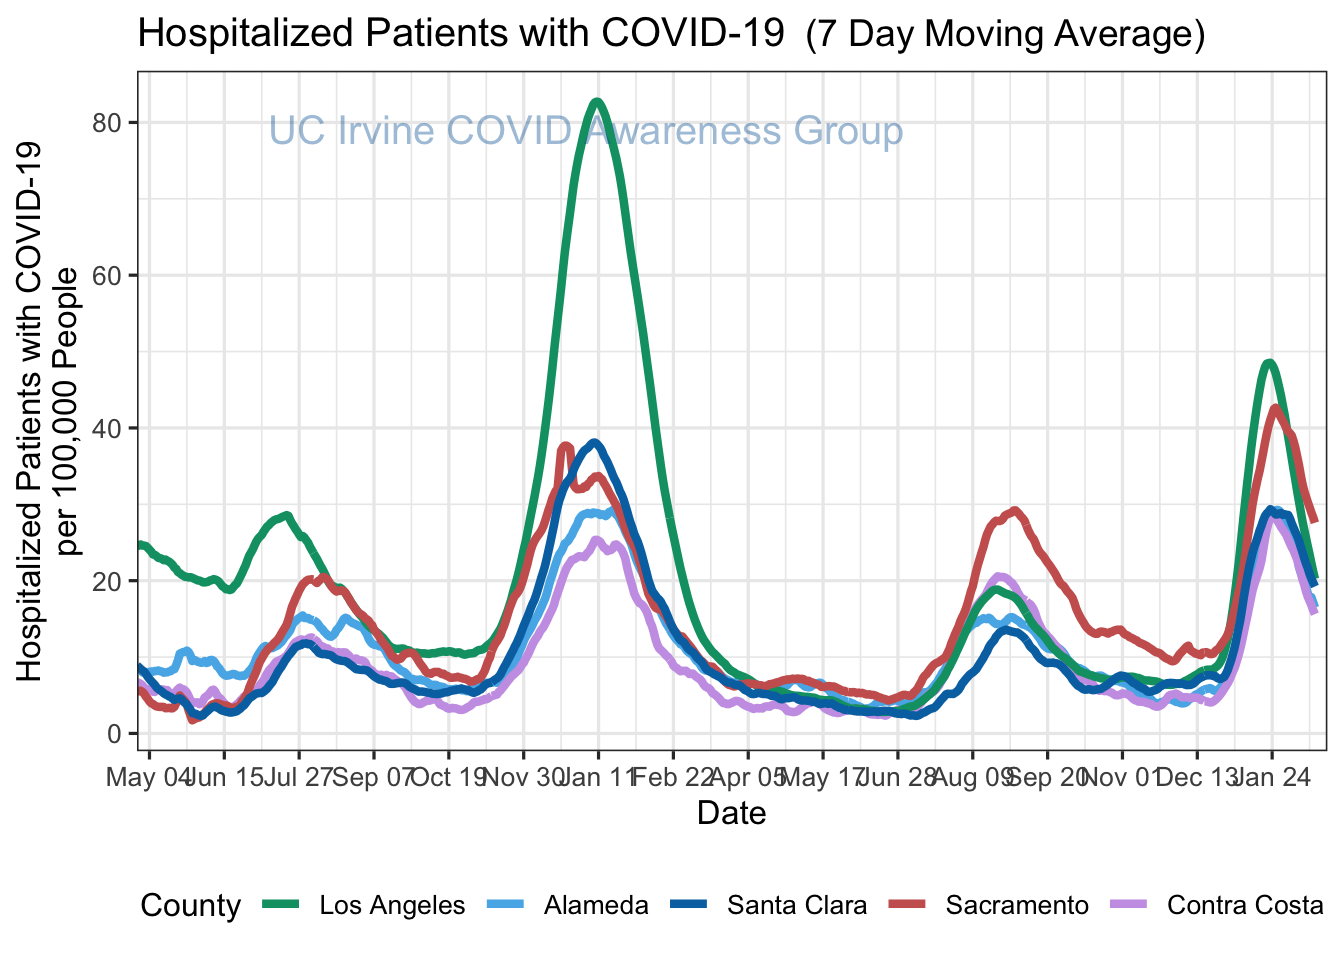 Hospitalized Patients with COVID-19 (7 Day Moving Average)
UC Irvine COVID Awareness Group
Hospitalized Patients with COVID-19
per 100,000 People
80
60
40
20
0
May 04 Jun 15 Jul 27 Sep 07 Oct 19 Nov 30 Jan 11 Feb 22 Apr 05 May 17 Jun 28 Aug 09 Sep 20 Nov 01 Dec 13 Jan 24
Date
County Los Angeles Alameda Santa Clara Sacramento Contra Costa